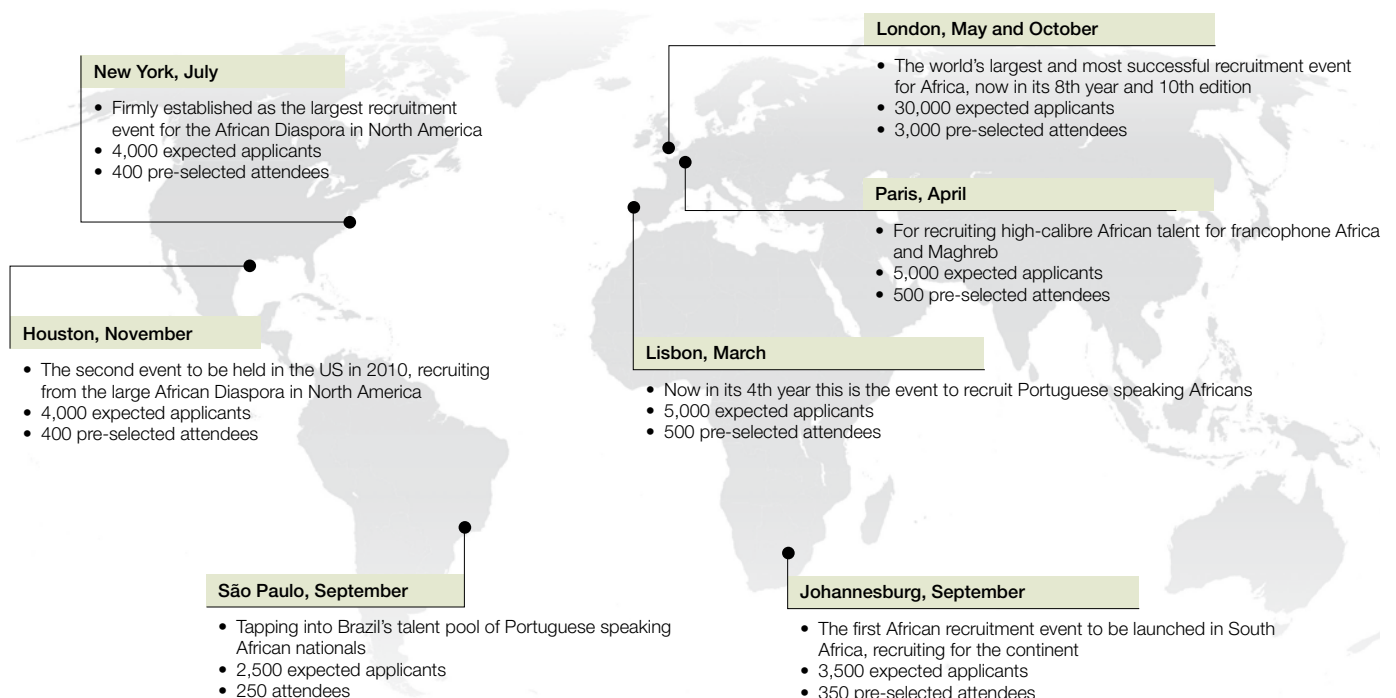 New York, July
• Firmly established as the largest recruitment
event for the African Diaspora in North America
• 4,000 expected applicants
• 400 pre-selected attendees
London, May and October
• The world's largest and most successful recruitment event
for Africa, now in its 8th year and 10th edition
• 30,000 expected applicants
• 3,000 pre-selected attendees
Paris, April
• For recruiting high-calibre African talent for francophone Africa
and Maghreb
• 5,000 expected applicants
• 500 pre-selected attendees
Houston, November
• The second event to be held in the US in 2010, recruiting
from the large African Diaspora in North America
• 4,000 expected applicants
• 400 pre-selected attendees
Lisbon, March
• Now in its 4th year this is the event to recruit Portuguese speaking Africans
• 5,000 expected applicants
• 500 pre-selected attendees
São Paulo, September
• Tapping into Brazil's talent pool of Portuguese speaking
African nationals
• 2,500 expected applicants
• 250 attendees
Johannesburg, September
• The first African recruitment event to be launched in South
Africa, recruiting for the continent
• 3,500 expected applicants
• 350 pre-selected attendees